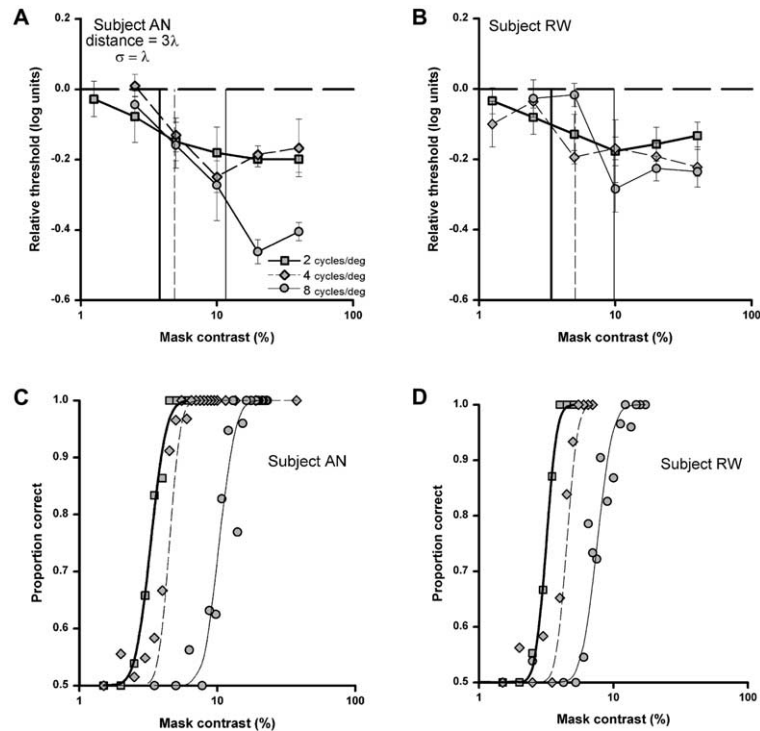 A
Subject AN
distance = 3λ
σ = λ
0.2
0.0
-0.2
-0.4
-0.6
Relative threshold (log units)
2 cycles/deg
4 cycles/deg
8 cycles/deg
1
10
100
Mask contrast (%)
B
Subject RW
0.2
0.0
-0.2
-0.4
-0.6
Relative threshold (log units)
1
10
100
Mask contrast (%)
C
Subject AN
1.0
0.9
0.8
0.7
0.6
0.5
Proportion correct
1
10
100
Mask contrast (%)
D
Subject RW
1.0
0.9
0.8
0.7
0.6
0.5
Proportion correct
1
10
100
Mask contrast (%)